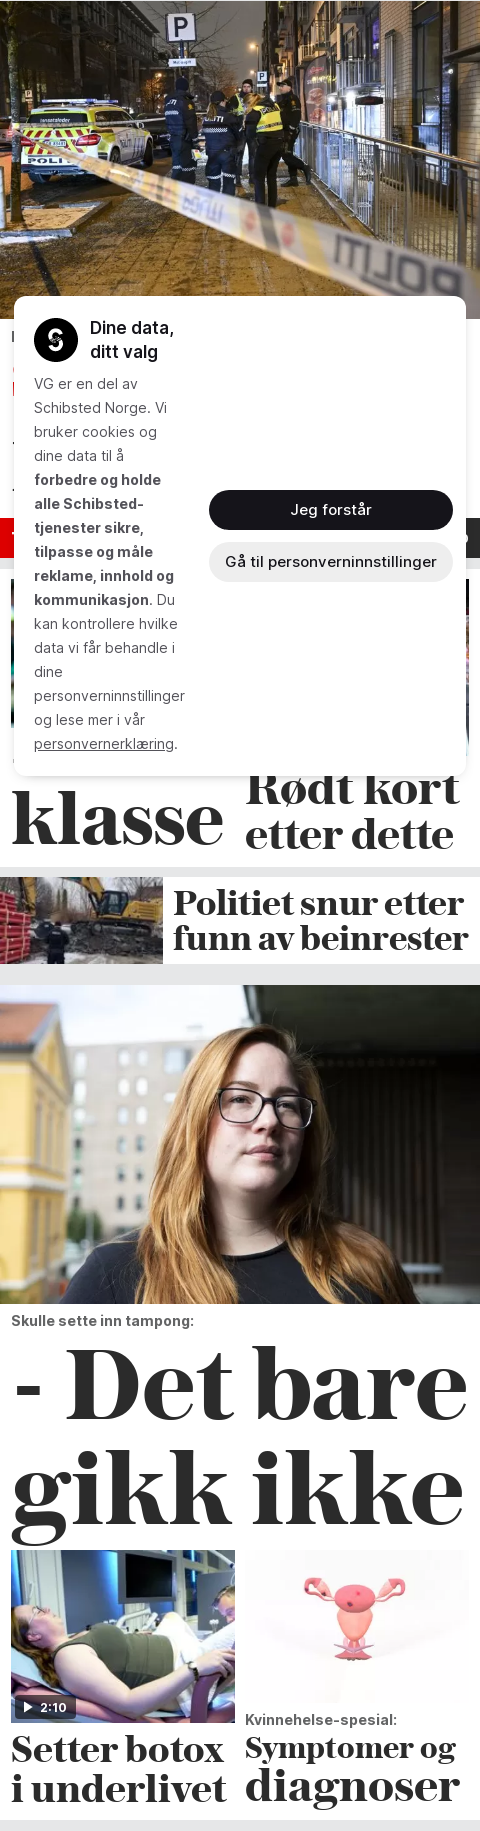 P
POLITI
POLITI
Dine data,
ditt valg
VG er en del av
Schibsted Norge. Vi
bruker cookies og
dine data til å
forbedre og holde
alle Schibsted-
tjenester sikre,
tilpasse og måle
reklame, innhold og
kommunikasjon. Du
kan kontrollere hvilke
data vi får behandle i
dine
personverninnstillinger
og lese mer i vår
personvernerklæring.
Jeg forstår
Gå til personverninnstillinger
klasse
Rødt kort
etter dette
Politiet snur etter
funn av beinrester
Skulle sette inn tampong:
- Det bare
gikk ikke
2:10
Setter botox
i underlivet
Kvinnehelse-spesial:
Symptomer og
diagnoser